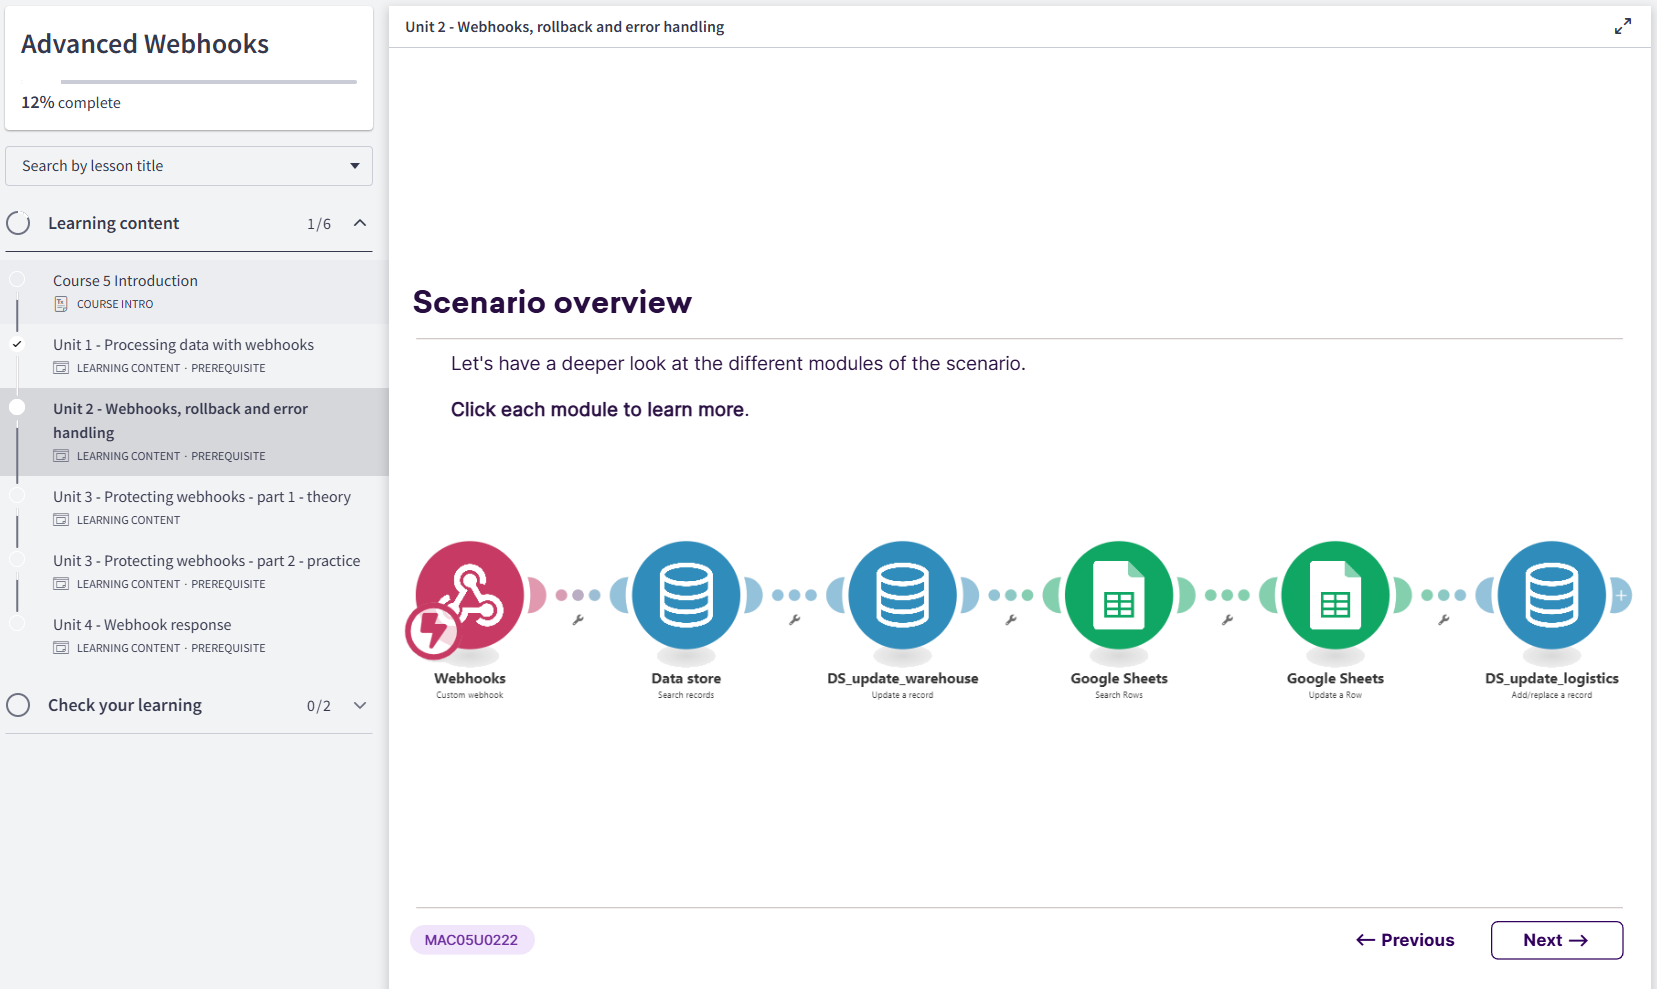 Advanced Webhooks
12% complete
Search by lesson title
Learning content 1/6
Course 5 Introduction
COURSE INTRO
Unit 1 - Processing data with webhooks
LEARNING CONTENT · PREREQUISITE
Unit 2 - Webhooks, rollback and error
handling
LEARNING CONTENT · PREREQUISITE
Unit 3 - Protecting webhooks - part 1 - theory
LEARNING CONTENT
Unit 3 - Protecting webhooks - part 2 - practice
LEARNING CONTENT · PREREQUISITE
Unit 4 - Webhook response
LEARNING CONTENT · PREREQUISITE
Check your learning 0/2
Unit 2 - Webhooks, rollback and error handling
Scenario overview
Let's have a deeper look at the different modules of the scenario.
Click each module to learn more.
Webhooks
Custom webhook
Data store
Search records
DS_update_warehouse
Update a record
Google Sheets
Search Rows
Google Sheets
Update a Row
DS_update_logistics
Add/replace a record
MAC05U0222
← Previous
Next →